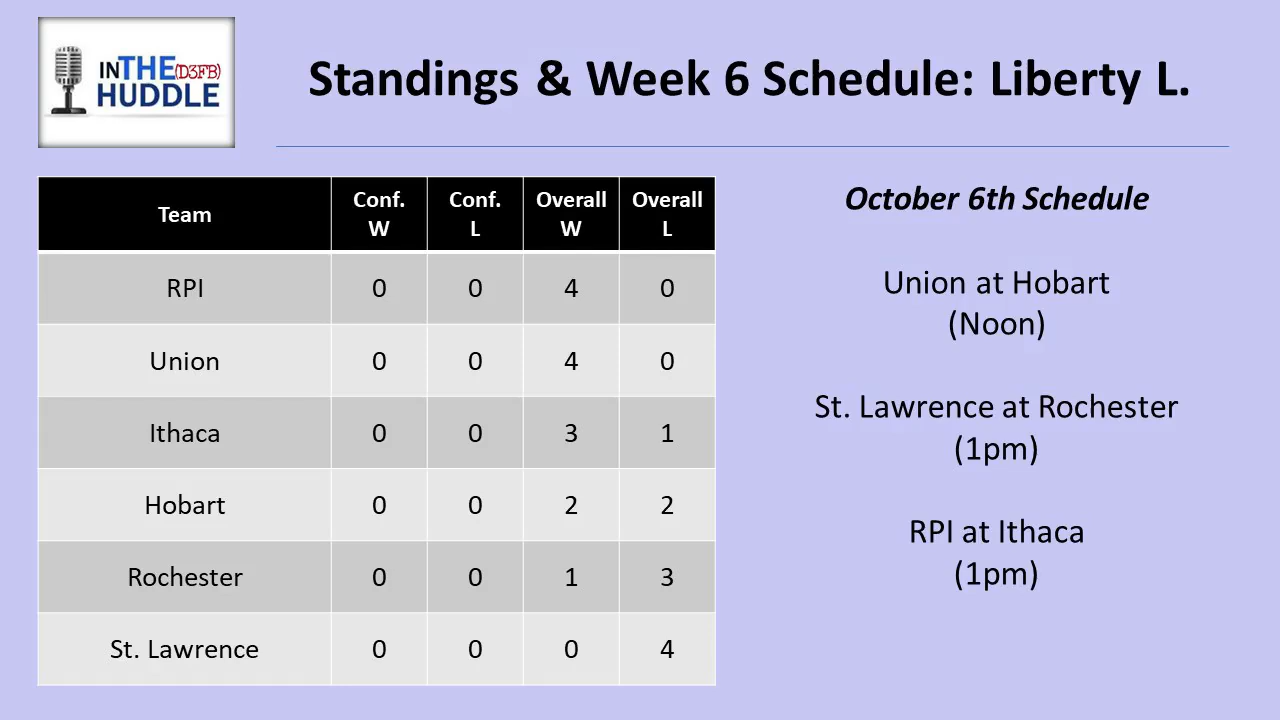 IN THE (D3FB)
HUDDLE
Standings & Week 6 Schedule: Liberty L.
Team Conf. W Conf. L Overall W Overall L
RPI 0 0 4 0
Union 0 0 4 0
Ithaca 0 0 3 1
Hobart 0 0 2 2
Rochester 0 0 1 3
St. Lawrence 0 0 0 4
October 6th Schedule
Union at Hobart
(Noon)
St. Lawrence at Rochester
(1pm)
RPI at Ithaca
(1pm)